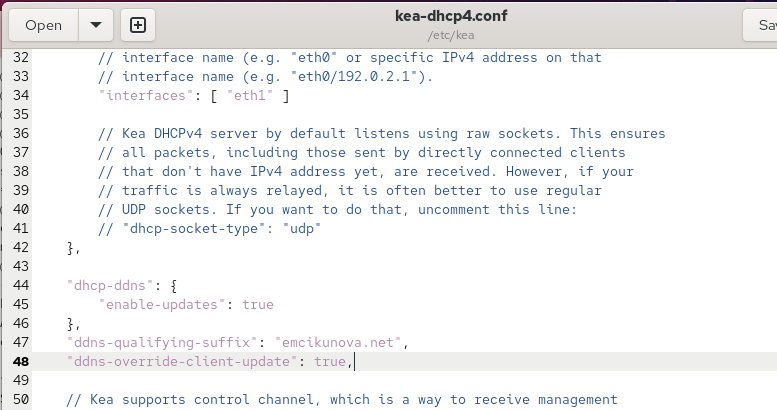 Open
kea-dhcp4.conf
/etc/kea
32 // interface name (e.g. "eth0" or specific IPv4 address on that
33 // interface name (e.g. "eth0/192.0.2.1").
34 "interfaces": [ "eth1" ]
35
36 // Kea DHCPv4 server by default listens using raw sockets. This ensures
37 // all packets, including those sent by directly connected clients
38 // that don't have IPv4 address yet, are received. However, if your
39 // traffic is always relayed, it is often better to use regular
40 // UDP sockets. If you want to do that, uncomment this line:
41 // "dhcp-socket-type": "udp"
42 },
43
44 "dhcp-ddns": {
45 "enable-updates": true
46 },
47 "ddns-qualifying-suffix": "emcikunova.net",
48 "ddns-override-client-update": true,
49
50 // Kea supports control channel, which is a way to receive management